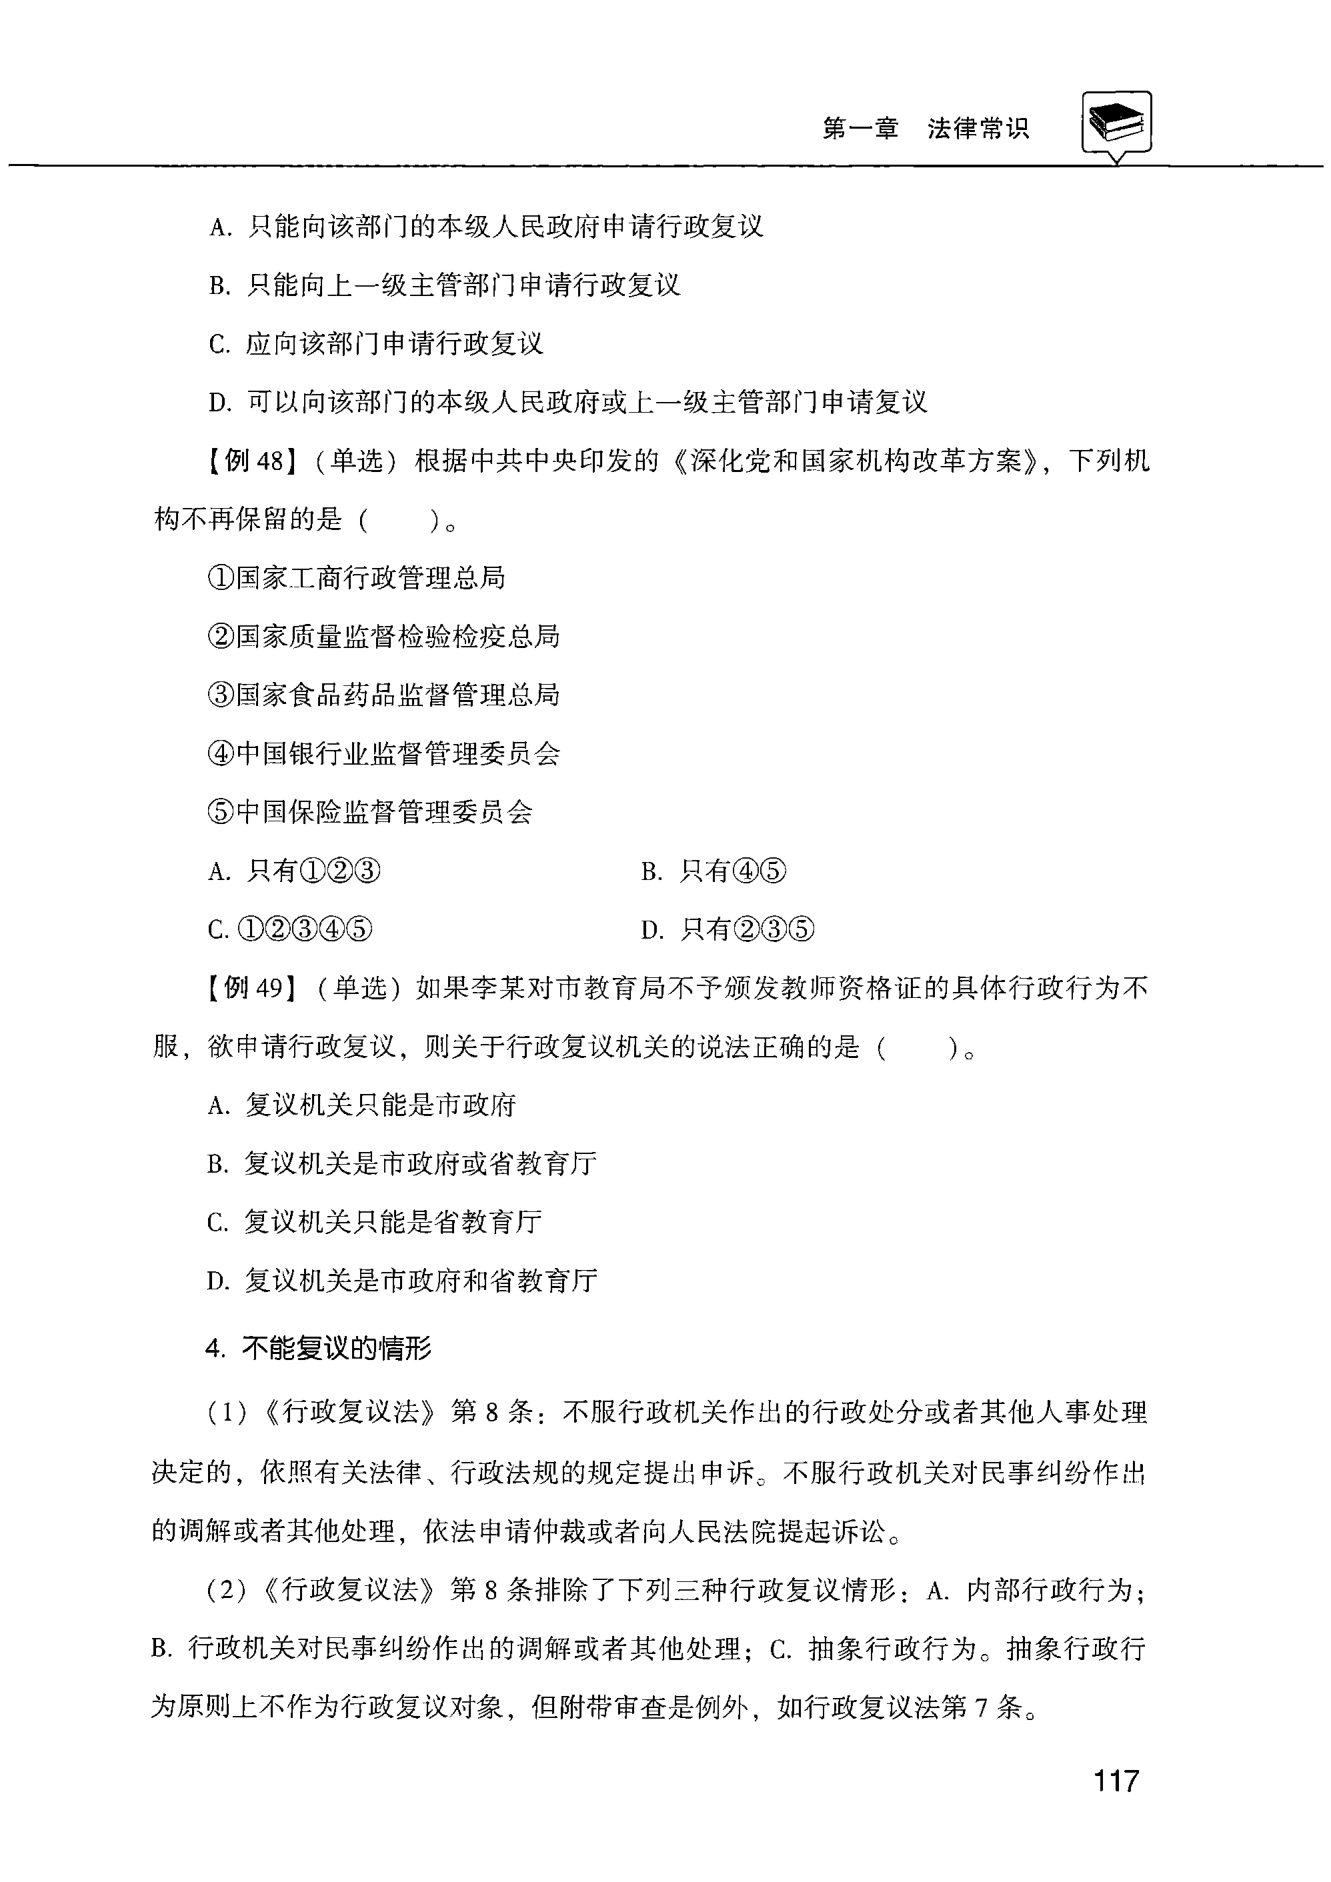 第一章 法律常识
A. 只能向该部门的本级人民政府申请行政复议
B. 只能向上一级主管部门申请行政复议
C. 应向该部门申请行政复议
D. 可以向该部门的本级人民政府或上一级主管部门申请复议
【例 48】(单选) 根据中共中央印发的《深化党和国家机构改革方案》, 下列机
构不再保留的是 (    )。
①国家工商行政管理总局
②国家质量监督检验检疫总局
③国家食品药品监督管理总局
④中国银行业监督管理委员会
⑤中国保险监督管理委员会
A. 只有①②③ B. 只有④⑤
C. ①②③④⑤ D. 只有②③⑤
【例 49】(单选) 如果李某对市教育局不予颁发教师资格证的具体行政行为不
服, 欲申请行政复议, 则关于行政复议机关的说法正确的是 (    )。
A. 复议机关只能是市政府
B. 复议机关是市政府或省教育厅
C. 复议机关只能是省教育厅
D. 复议机关是市政府和省教育厅
4. 不能复议的情形
(1)《行政复议法》第 8 条: 不服行政机关作出的行政处分或者其他人事处理
决定的, 依照有关法律、行政法规的规定提出申诉。不服行政机关对民事纠纷作出
的调解或者其他处理, 依法申请仲裁或者向人民法院提起诉讼。
(2)《行政复议法》第 8 条排除了下列三种行政复议情形: A. 内部行政行为;
B. 行政机关对民事纠纷作出的调解或者其他处理; C. 抽象行政行为。抽象行政行
为原则上不作为行政复议对象, 但附带审查是例外, 如行政复议法第 7 条。
117